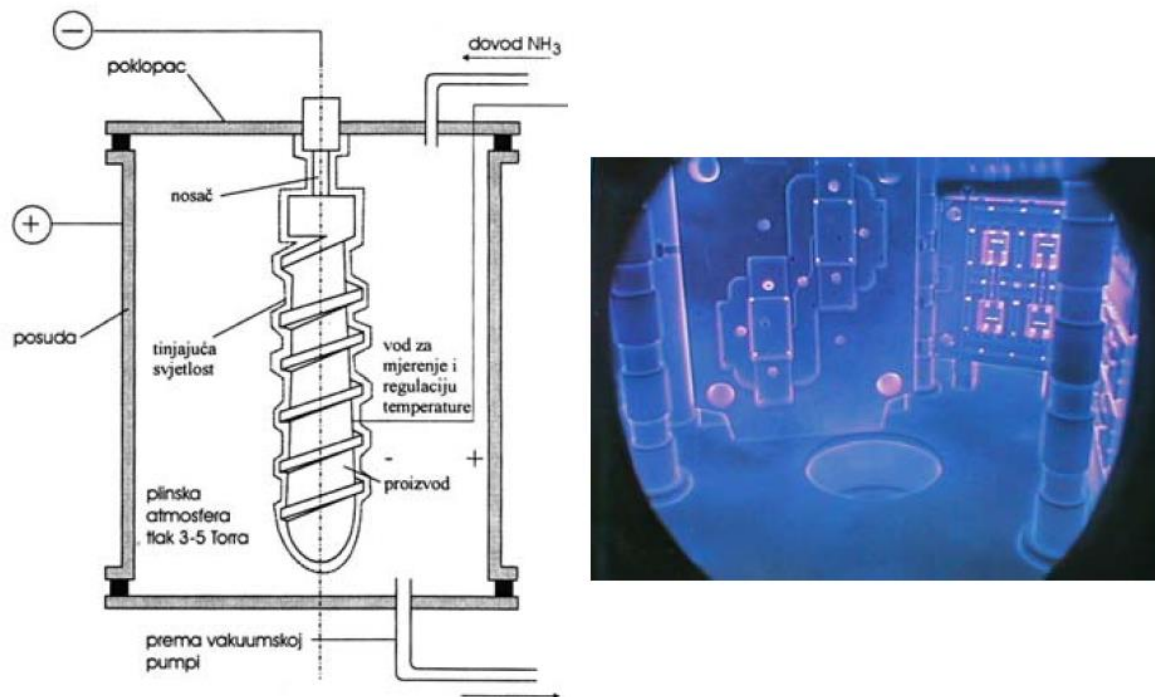 −
dovod NH₃
poklopac
nosač
+
posuda
tinjajuća
svjetlost
vod za
mjerenje i
regulaciju
temperature
- +
proizvod
plinska
atmosfera
tlak 3-5 Torra
prema vakuumskoj
pumpi